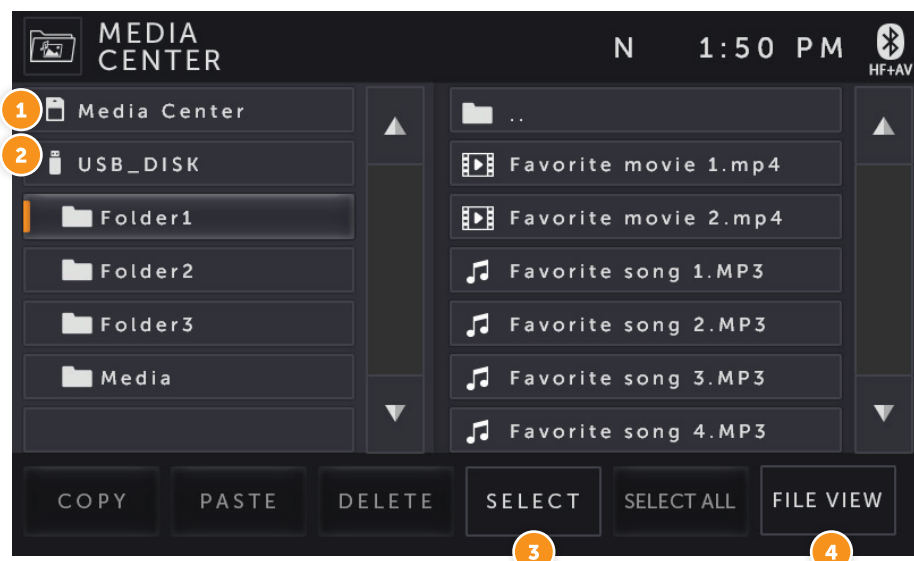 MEDIA
CENTER
N 1:50 PM
HF+AV
1 Media Center
2 USB_DISK
Folder1
Folder2
Folder3
Media
..
Favorite movie 1.mp4
Favorite movie 2.mp4
Favorite song 1.MP3
Favorite song 2.MP3
Favorite song 3.MP3
Favorite song 4.MP3
COPY PASTE DELETE SELECT SELECT ALL FILE VIEW
3 4